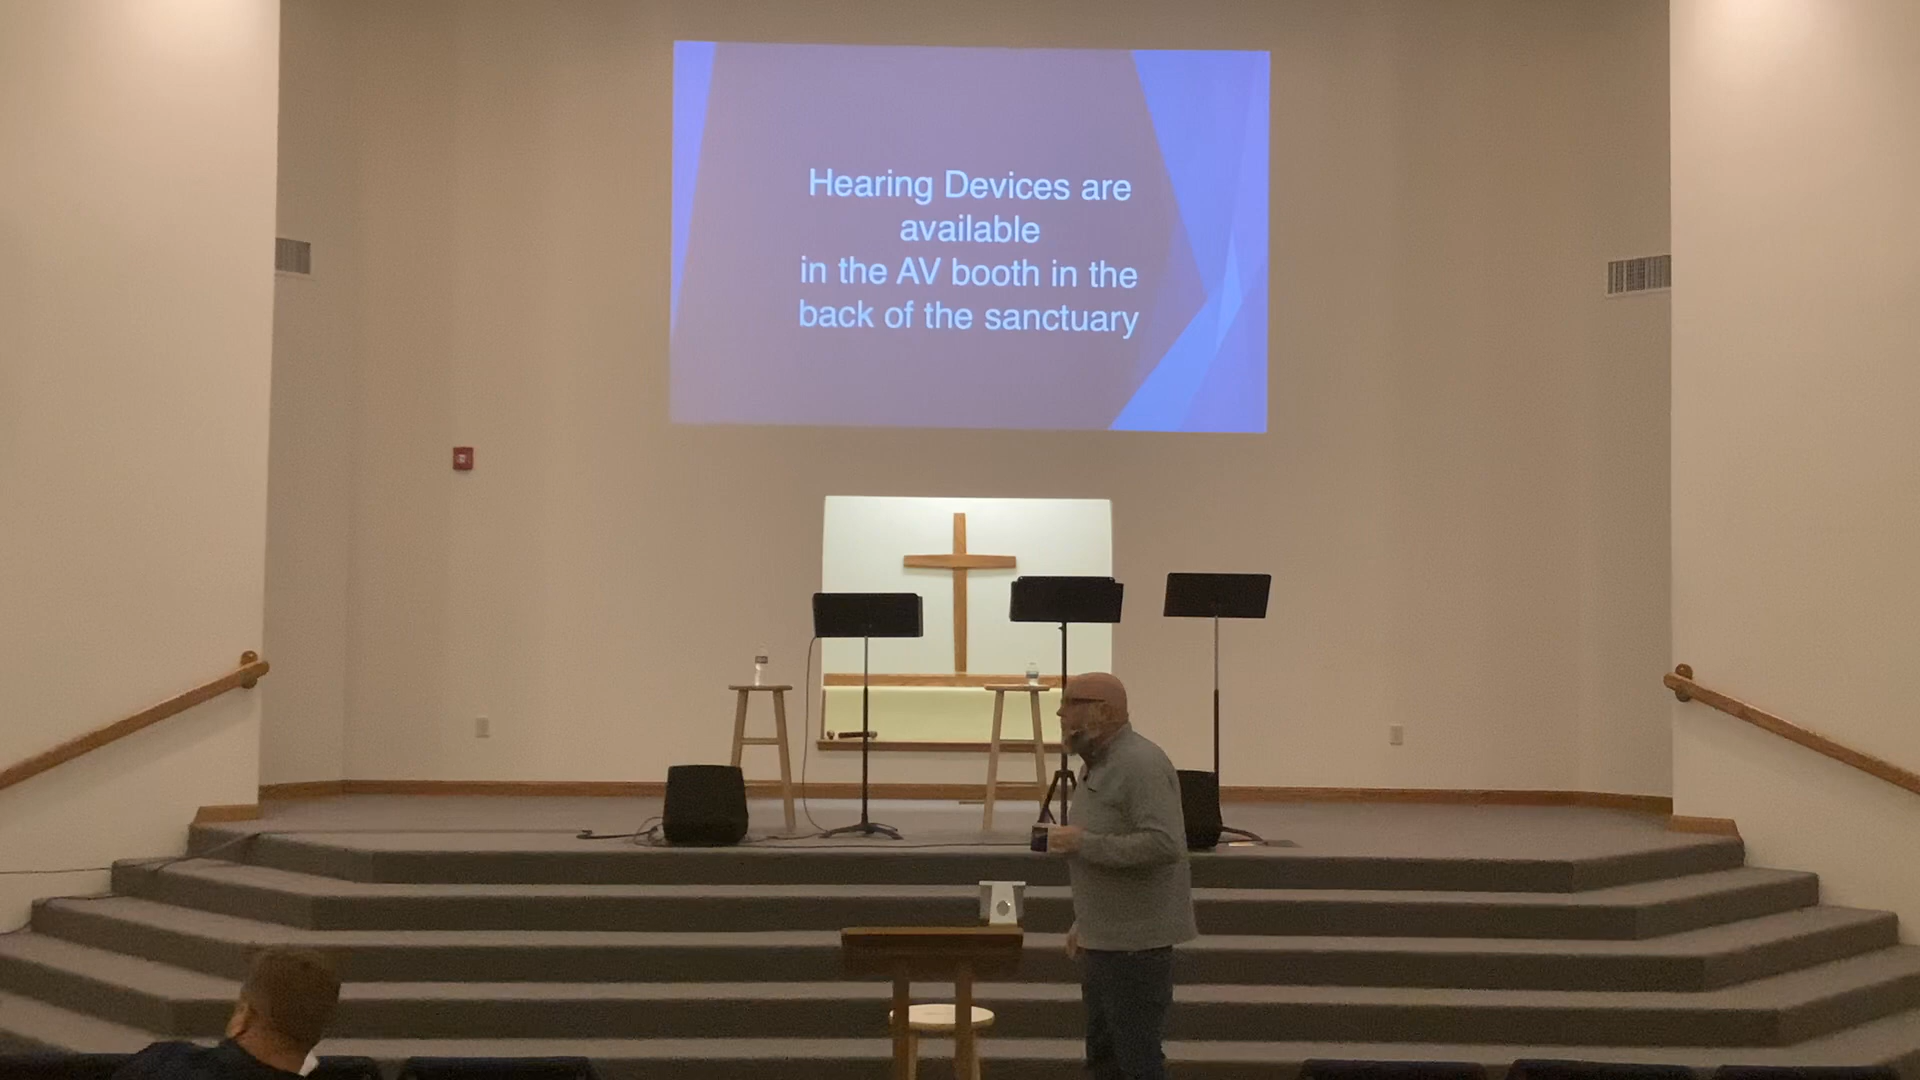 Hearing Devices are
available
in the AV booth in the
back of the sanctuary